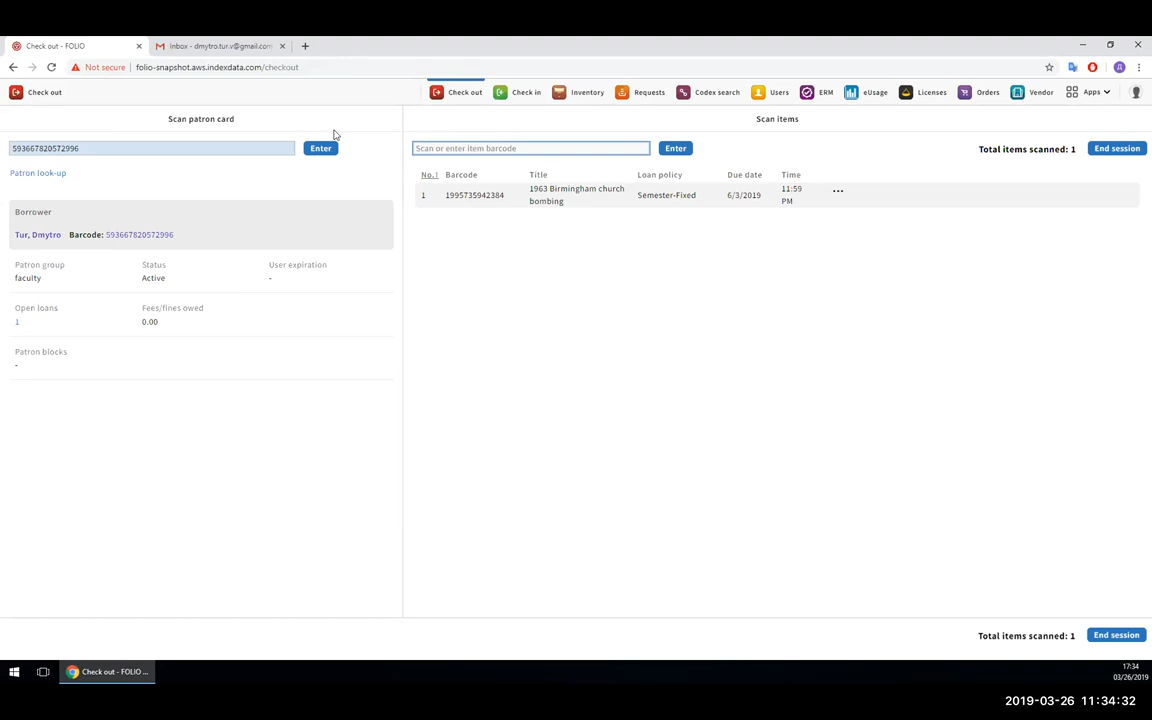 Check out - FOLIO
inbox - dmytro.tur.v@gmail.com
Not secure folio-snapshot.aws.indexdata.com/checkout
Check out
Check out Check in Inventory Requests Codex search Users ERM eUsage Licenses Orders Vendor Apps
Scan patron card
Scan items
593667820572996 Enter
Scan or enter item barcode Enter
Total items scanned: 1 End session
Patron look-up
No.↑ Barcode Title Loan policy Due date Time
1 1995735942384 1963 Birmingham church bombing Semester-Fixed 6/3/2019 11:59 PM •••
Borrower
Tur, Dmytro Barcode: 593667820572996
Patron group Status User expiration
faculty Active -
Open loans Fees/fines owed
1 0.00
Patron blocks
-
Total items scanned: 1 End session
Check out - FOLIO ...
17:34
03/26/2019
2019-03-26 11:34:32